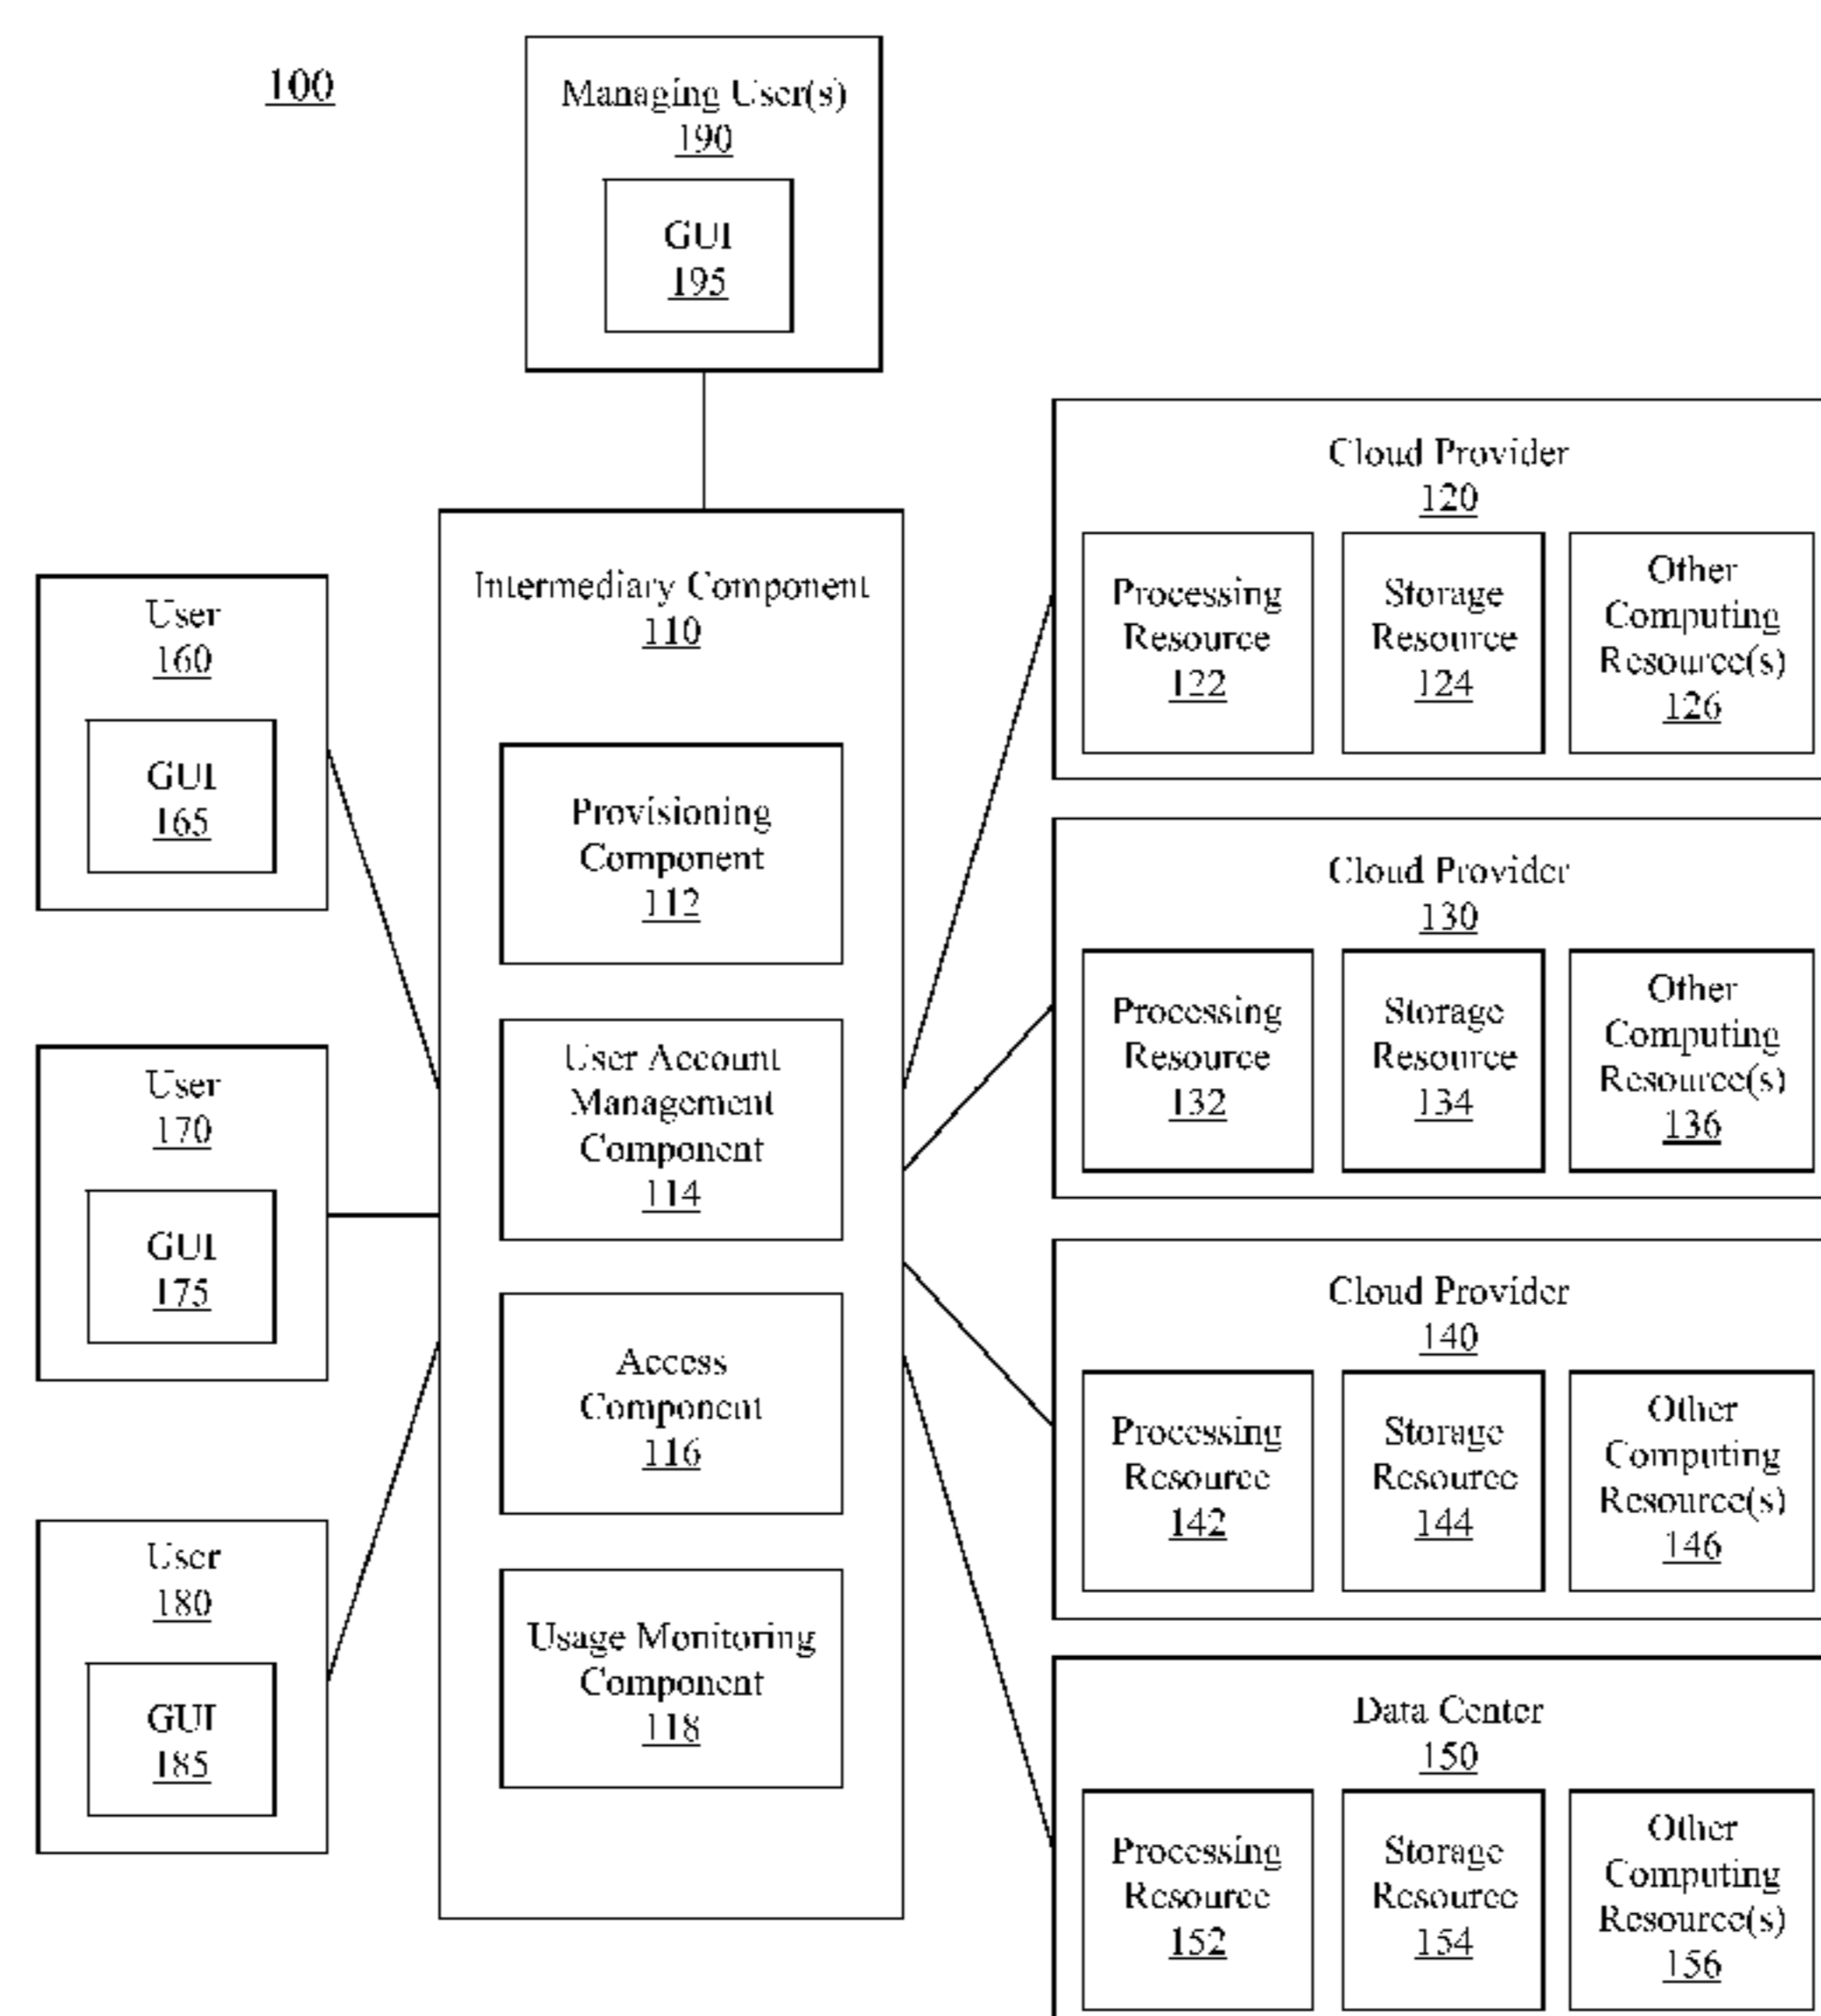 100
Managing User(s)
190
GUI
195
User
160
GUI
165
User
170
GUI
175
User
180
GUI
185
Intermediary Component
110
Provisioning
Component
112
User Account
Management
Component
114
Access
Component
116
Usage Monitoring
Component
118
Cloud Provider
120
Processing
Resource
122
Storage
Resource
124
Other
Computing
Resource(s)
126
Cloud Provider
130
Processing
Resource
132
Storage
Resource
134
Other
Computing
Resource(s)
136
Cloud Provider
140
Processing
Resource
142
Storage
Resource
144
Other
Computing
Resource(s)
146
Data Center
150
Processing
Resource
152
Storage
Resource
154
Other
Computing
Resource(s)
156